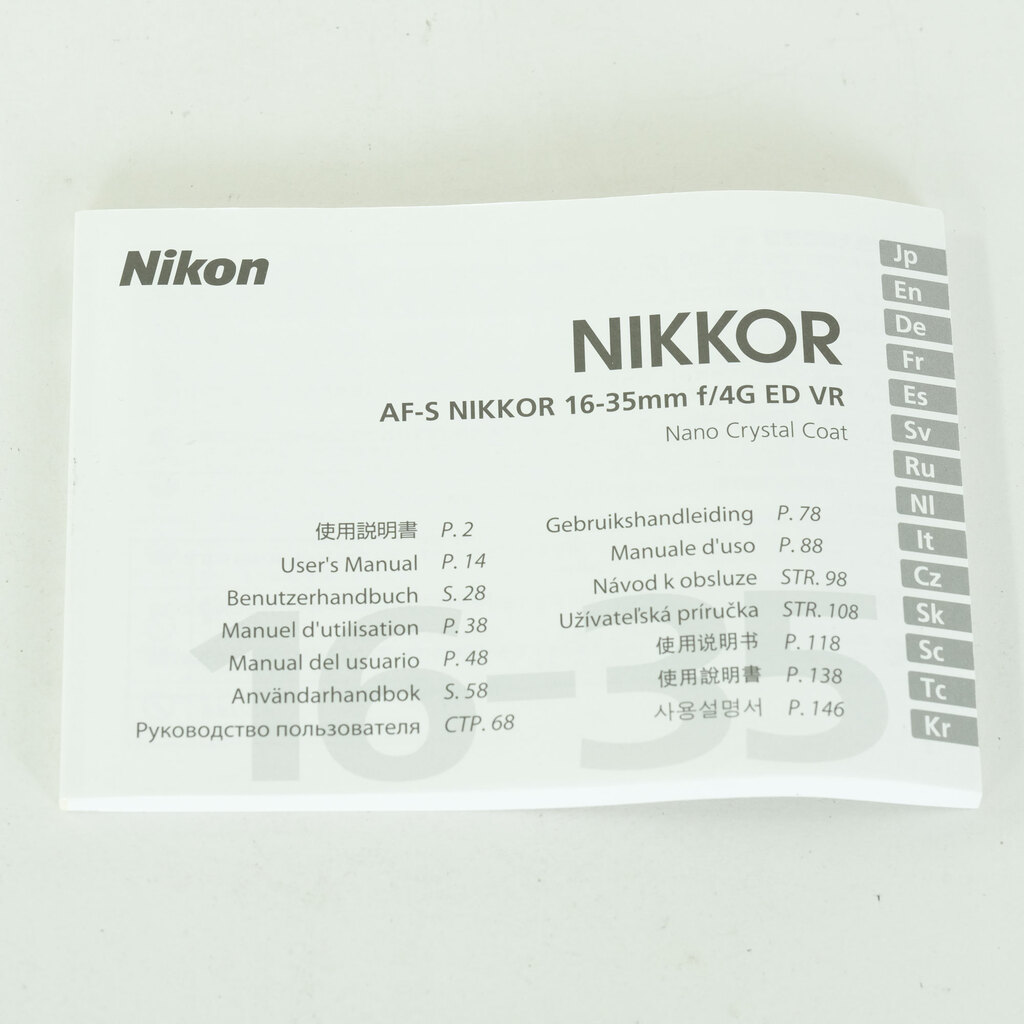 Nikon
NIKKOR
AF-S NIKKOR 16-35mm f/4G ED VR
Nano Crystal Coat
使用説明書 P. 2
User's Manual P. 14
Benutzerhandbuch S. 28
Manuel d'utilisation P. 38
Manual del usuario P. 48
Användarhandbok S. 58
Руководство пользователя СТР. 68
Gebruikshandleiding P. 78
Manuale d'uso P. 88
Návod k obsluze STR. 98
Užívateľská príručka STR. 108
使用说明书 P. 118
使用說明書 P. 138
사용설명서 P. 146
16-35
Jp
En
De
Fr
Es
Sv
Ru
Nl
It
Cz
Sk
Sc
Tc
Kr